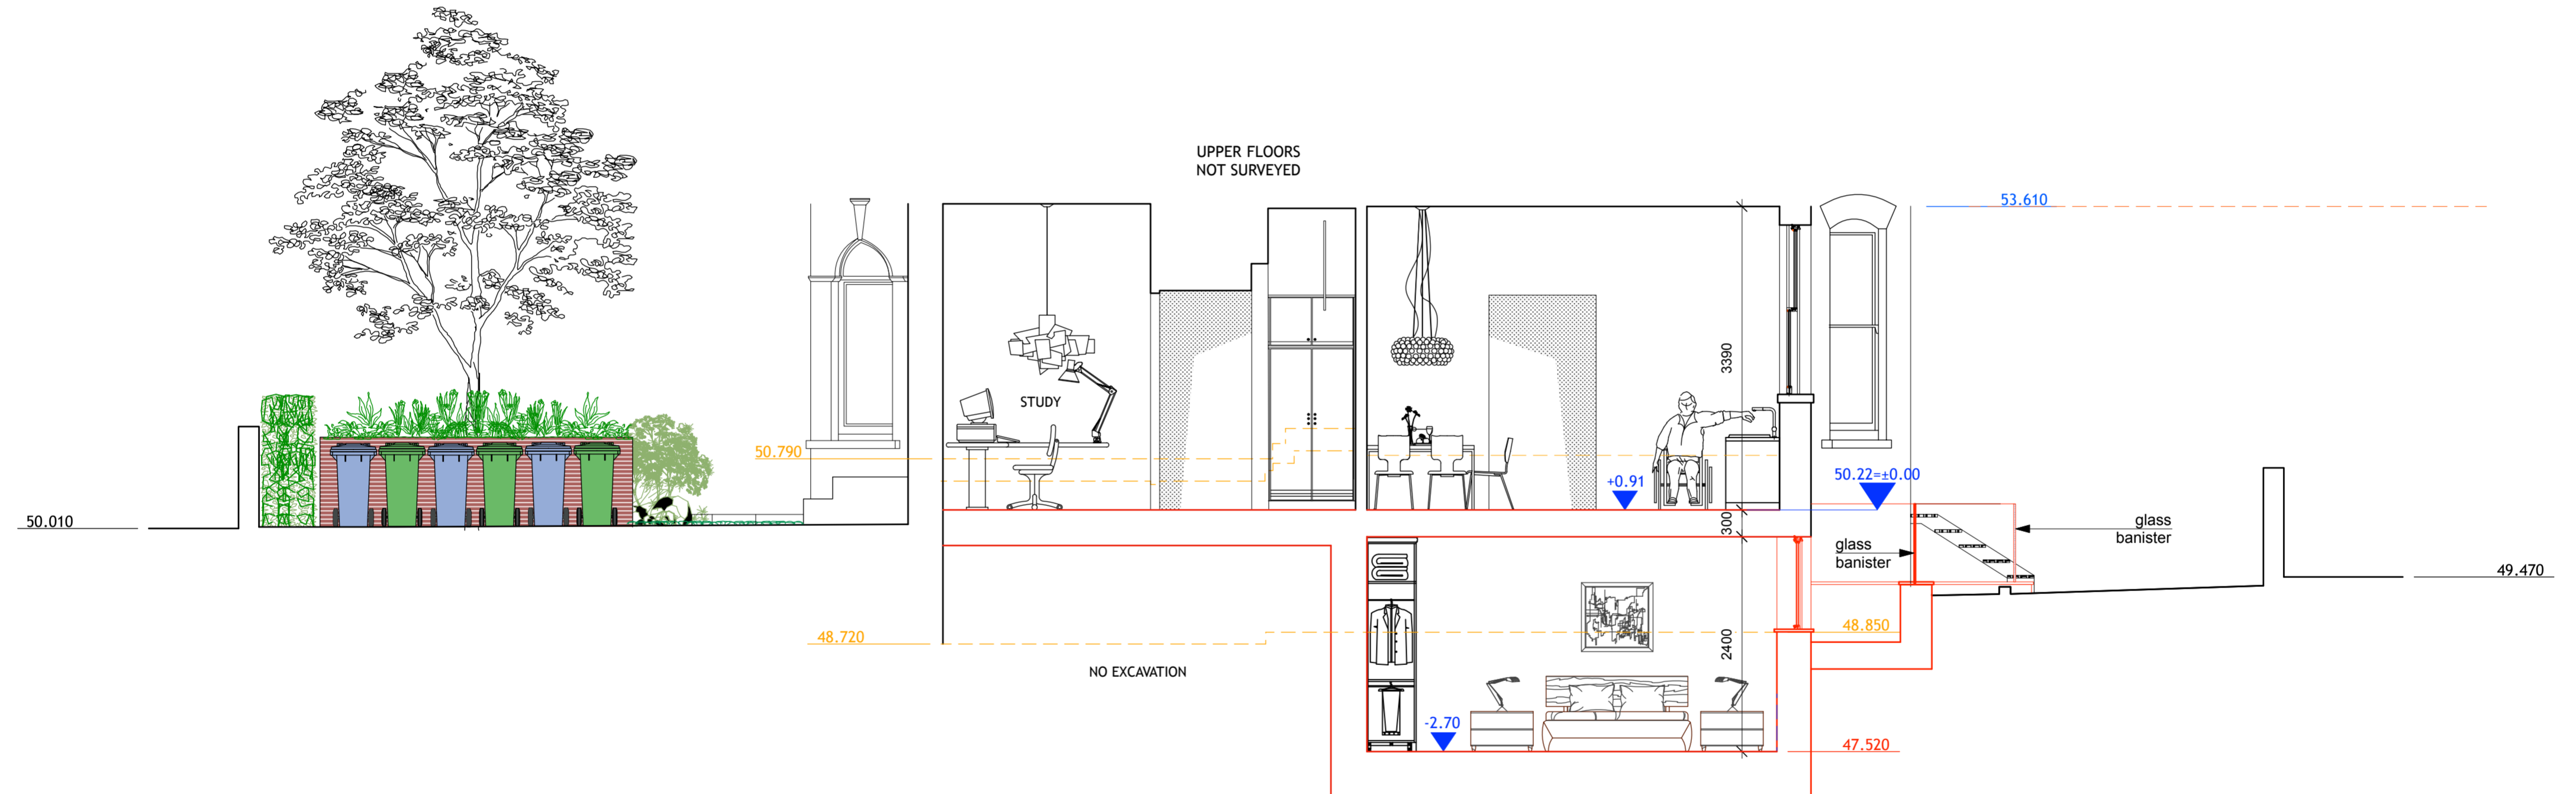 UPPER FLOORS
NOT SURVEYED
53.610
3390
STUDY
50.790
+0.91
50.22=±0.00
50.010
300
glass
banister
glass
banister
49.470
48.720
48.850
2400
NO EXCAVATION
-2.70
47.520